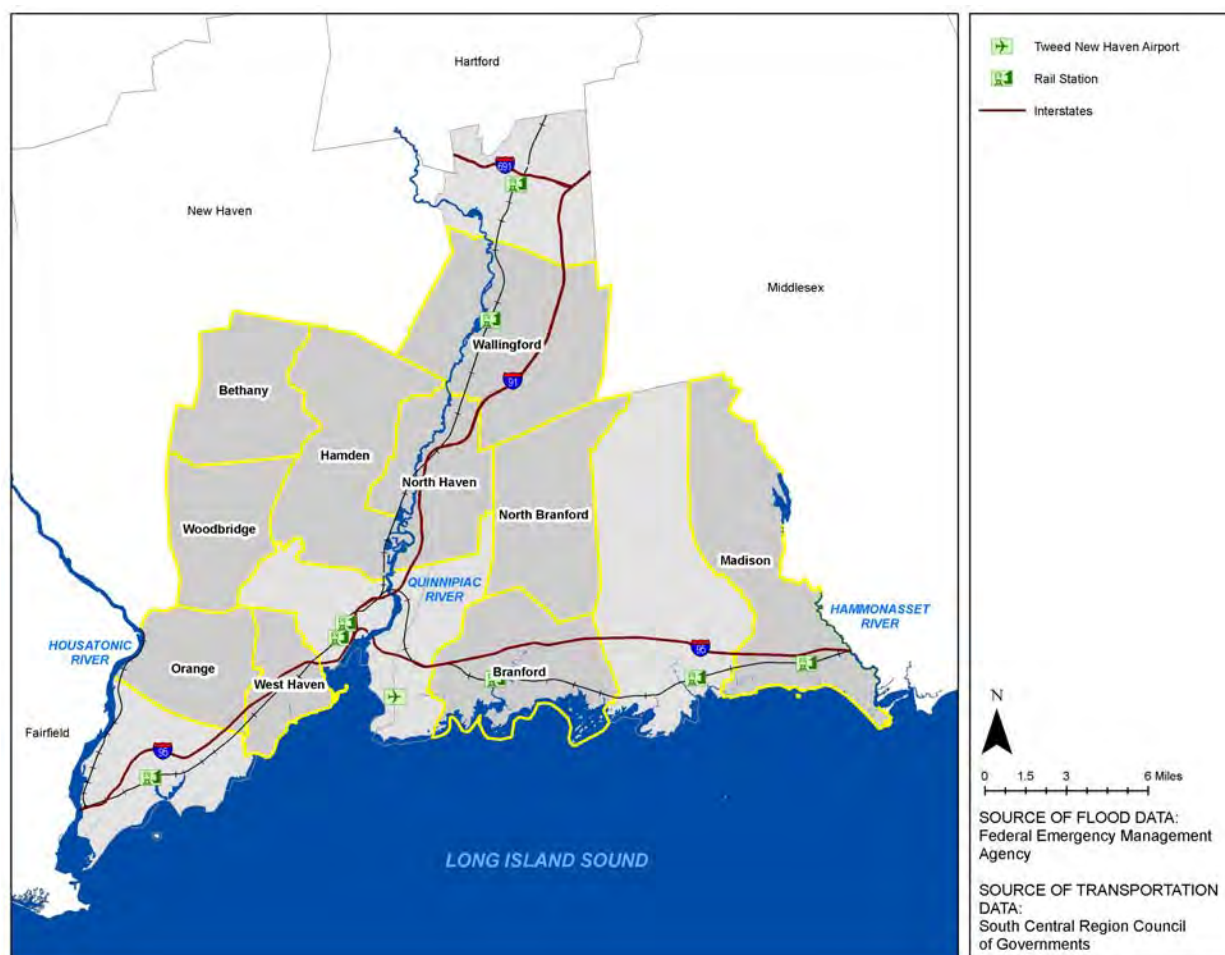 Hartford
691
New Haven
Middlesex
Wallingford
91
Bethany
Hamden
North Haven
North Branford
Woodbridge
Madison
QUINNIPIAC
RIVER
HAMMONASSET
RIVER
HOUSATONIC
RIVER
Orange
West Haven
95
Branford
Fairfield
95
LONG ISLAND SOUND
Tweed New Haven Airport
Rail Station
Interstates
N
0 1.5 3 6 Miles
SOURCE OF FLOOD DATA:
Federal Emergency Management
Agency
SOURCE OF TRANSPORTATION
DATA:
South Central Region Council
of Governments